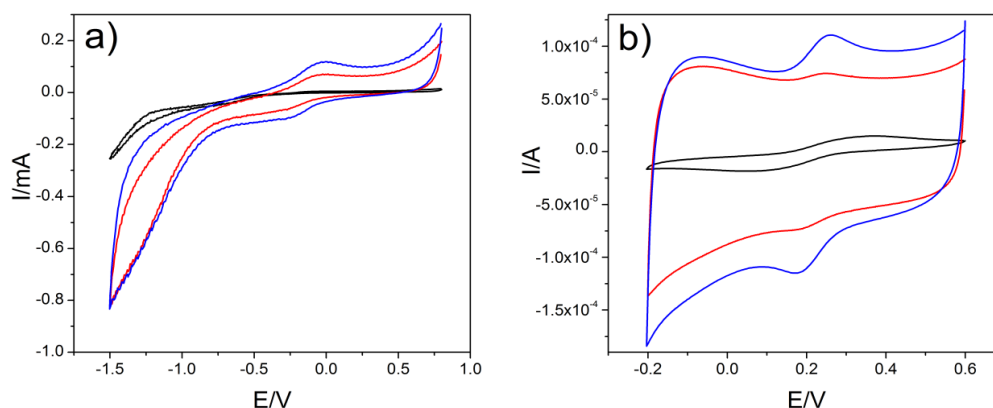 a)
I/mA
0.2
0.0
-0.2
-0.4
-0.6
-0.8
-1.0
-1.5 -1.0 -0.5 0.0 0.5 1.0
E/V
b)
I/A
1.0x10⁻⁴
5.0x10⁻⁵
0.0
-5.0x10⁻⁵
-1.0x10⁻⁴
-1.5x10⁻⁴
-0.2 0.0 0.2 0.4 0.6
E/V